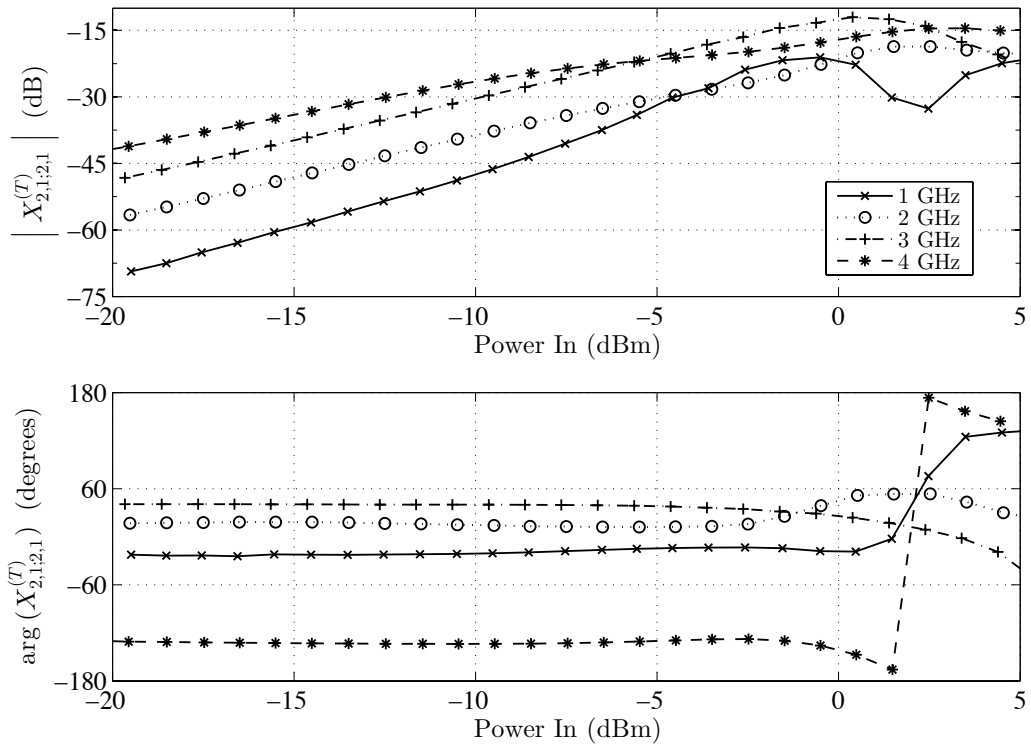 | X^{(T)}_{2,1;2,1} | (dB)
−15
−30
−45
−60
−75
−20
−15
−10
−5
0
5
Power In (dBm)
1 GHz
2 GHz
3 GHz
4 GHz
arg (X^{(T)}_{2,1;2,1}) (degrees)
180
60
−60
−180
−20
−15
−10
−5
0
5
Power In (dBm)